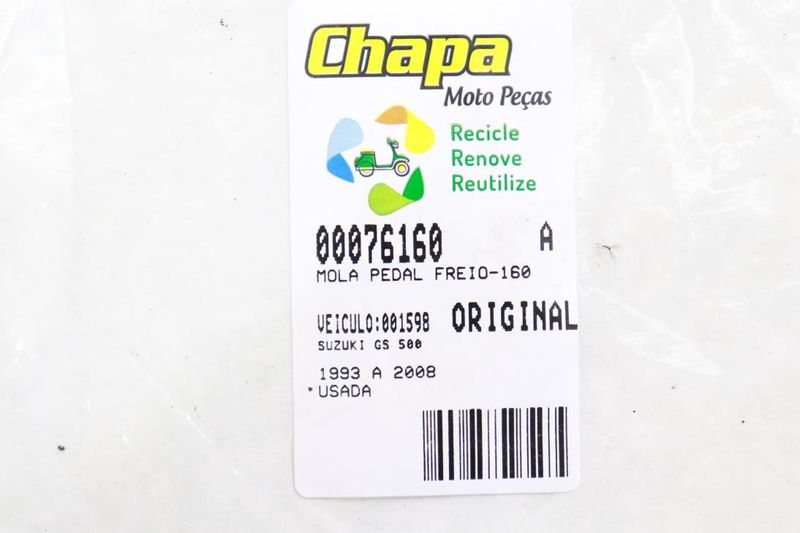 Chapa
Moto Peças
Recicle
Renove
Reutilize
00076160 A
MOLA PEDAL FREIO-160
VEICULO:001598 ORIGINAL
SUZUKI GS 500
1993 A 2008
USADA